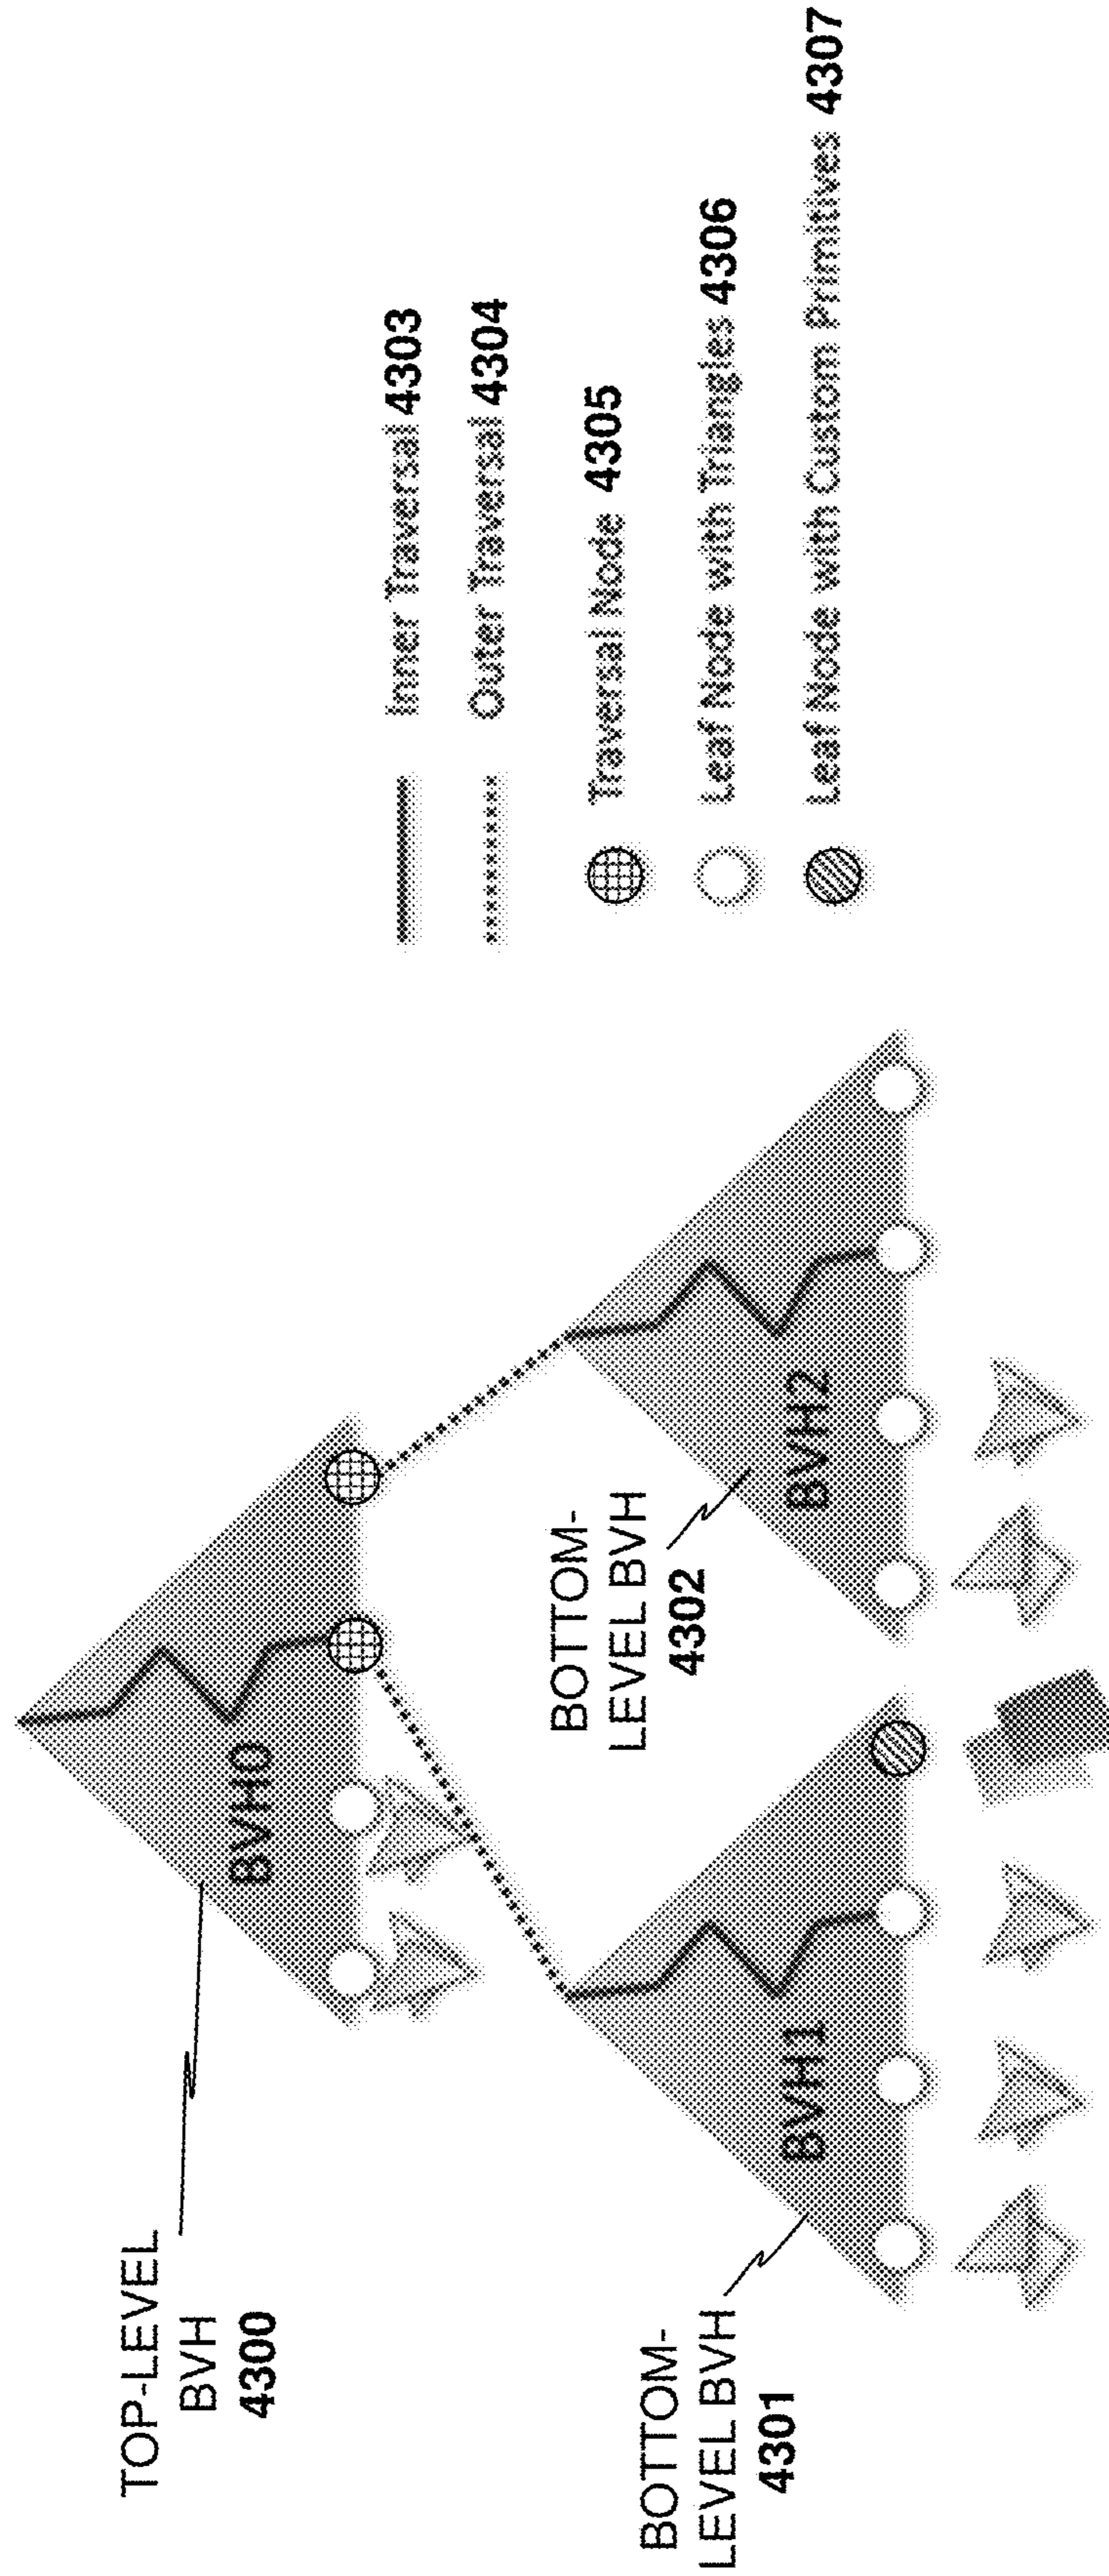 TOP-LEVEL
BVH
4300
BVH0
BOTTOM-
LEVEL BVH
4301
BVH1
BOTTOM-
LEVEL BVH
4302
BVH2
Inner Traversal 4303
Outer Traversal 4304
Traversal Node 4305
Leaf Node with Triangles 4306
Leaf Node with Custom Primitives 4307